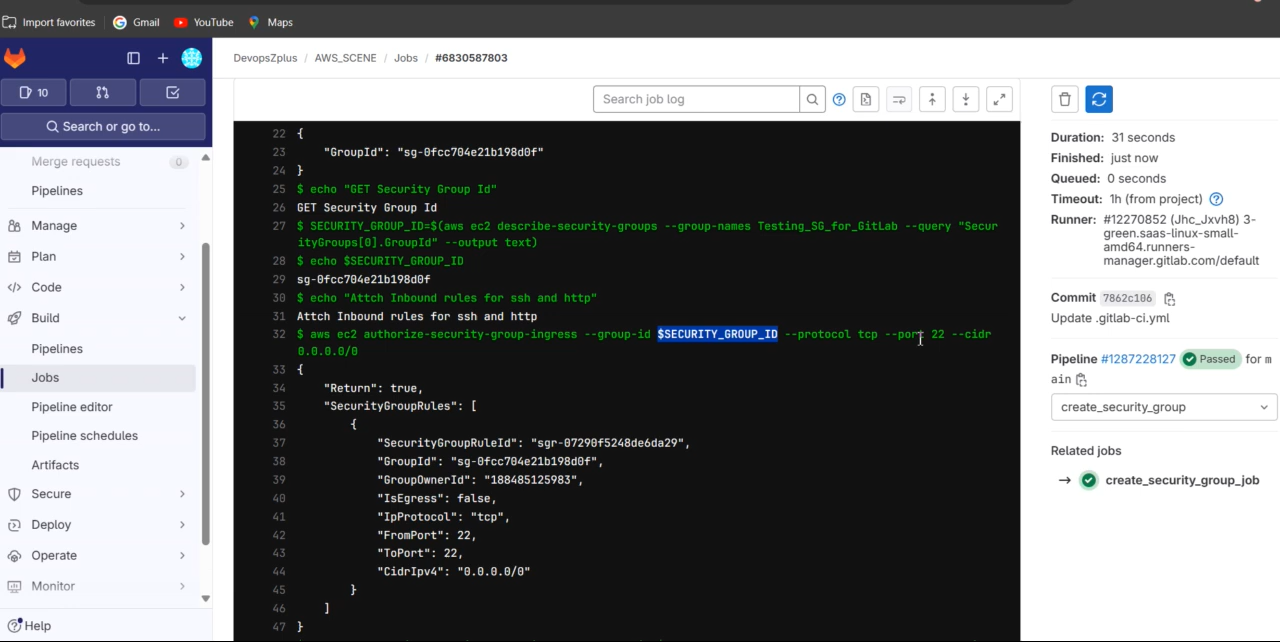 Import favorites
Gmail
YouTube
Maps
10
Search or go to...
Merge requests 0
Pipelines
Manage
Plan
Code
Build
Pipelines
Jobs
Pipeline editor
Pipeline schedules
Artifacts
Secure
Deploy
Operate
Monitor
Help
DevopsZplus / AWS_SCENE / Jobs / #6830587803
Search job log
22 {
23 "GroupId": "sg-0fcc704e21b198d0f"
24 }
25 $ echo "GET Security Group Id"
26 GET Security Group Id
27 $ SECURITY_GROUP_ID=$(aws ec2 describe-security-groups --group-names Testing_SG_for_GitLab --query "Secur
ityGroups[0].GroupId" --output text)
28 $ echo $SECURITY_GROUP_ID
29 sg-0fcc704e21b198d0f
30 $ echo "Attch Inbound rules for ssh and http"
31 Attch Inbound rules for ssh and http
32 $ aws ec2 authorize-security-group-ingress --group-id $SECURITY_GROUP_ID --protocol tcp --port 22 --cidr
0.0.0.0/0
33 {
34 "Return": true,
35 "SecurityGroupRules": [
36 {
37 "SecurityGroupRuleId": "sgr-07290f5248de6da29",
38 "GroupId": "sg-0fcc704e21b198d0f",
39 "GroupOwnerId": "188485125983",
40 "IsEgress": false,
41 "IpProtocol": "tcp",
42 "FromPort": 22,
43 "ToPort": 22,
44 "CidrIpv4": "0.0.0.0/0"
45 }
46 ]
47 }
Duration: 31 seconds
Finished: just now
Queued: 0 seconds
Timeout: 1h (from project)
Runner: #12270852 (Jhc_Jxvh8) 3-
green.saas-linux-small-
amd64.runners-
manager.gitlab.com/default
Commit 7862c106
Update .gitlab-ci.yml
Pipeline #1287228127 Passed for m
ain
create_security_group
Related jobs
→ create_security_group_job